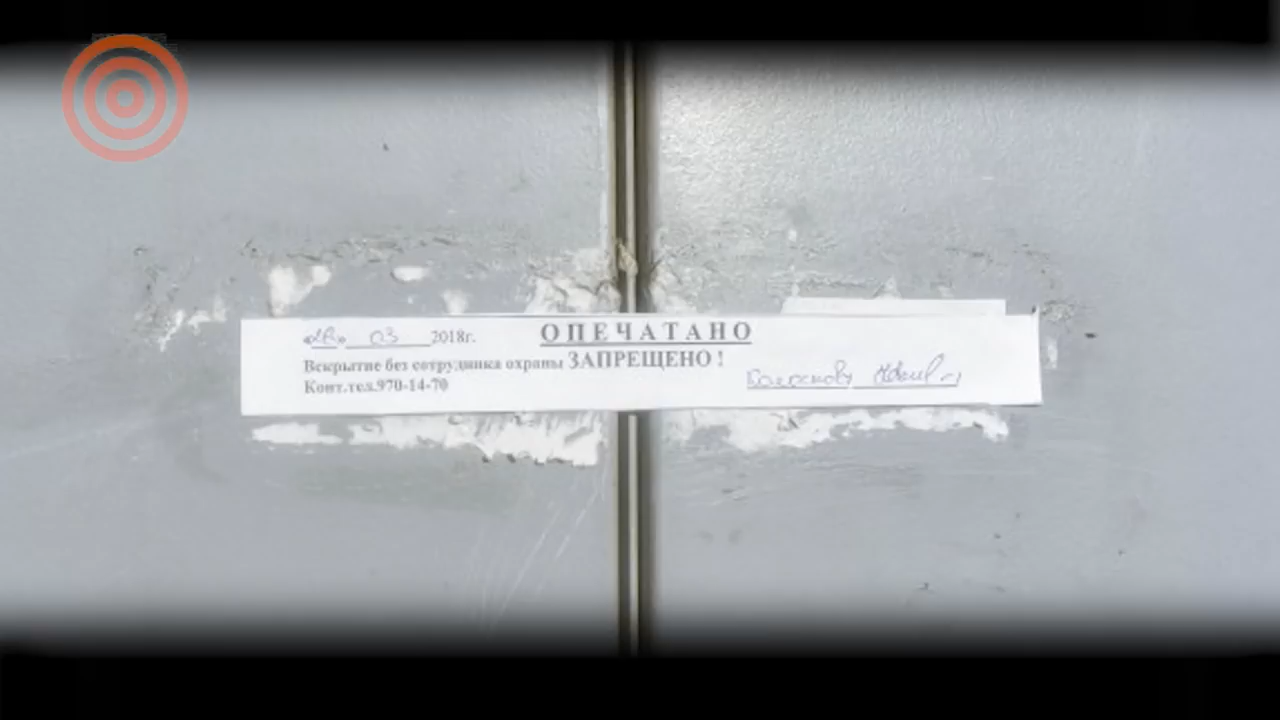 03 2018г. ОПЕЧАТАНО
Вскрытие без сотрудника охраны ЗАПРЕЩЕНО !
Конт.тел.970-14-70